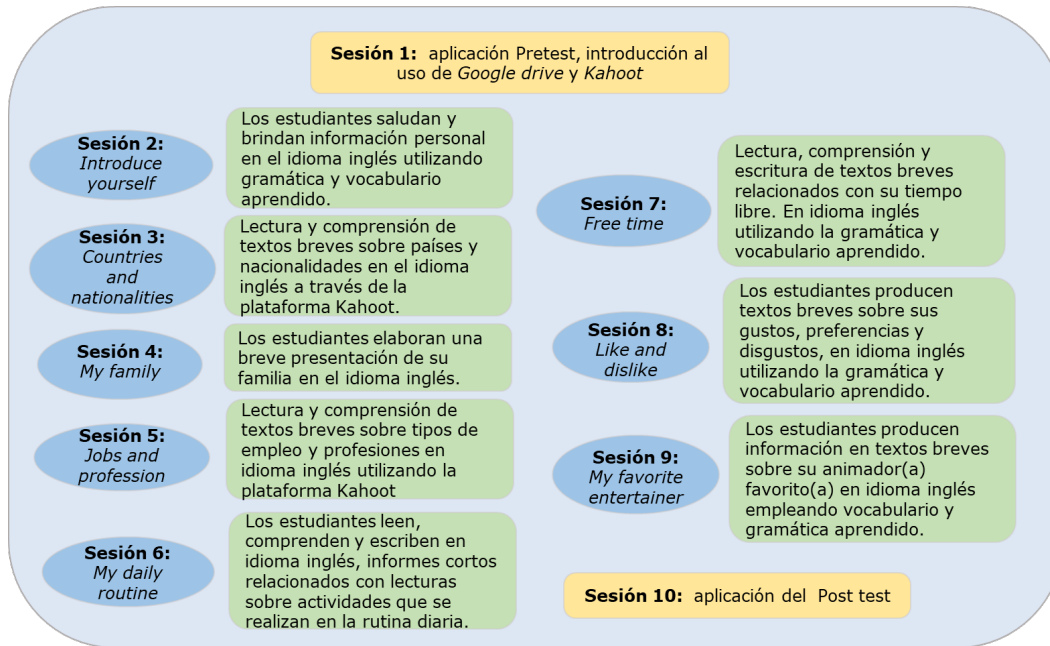 Sesión 1: aplicación Pretest, introducción al
uso de Google drive y Kahoot
Sesión 2:
Introduce
yourself
Los estudiantes saludan y
brindan información personal
en el idioma inglés utilizando
gramática y vocabulario
aprendido.
Sesión 3:
Countries
and
nationalities
Lectura y comprensión de
textos breves sobre países y
nacionalidades en el idioma
inglés a través de la
plataforma Kahoot.
Sesión 4:
My family
Los estudiantes elaboran una
breve presentación de su
familia en el idioma inglés.
Sesión 5:
Jobs and
profession
Lectura y comprensión de
textos breves sobre tipos de
empleo y profesiones en
idioma inglés utilizando la
plataforma Kahoot
Sesión 6:
My daily
routine
Los estudiantes leen,
comprenden y escriben en
idioma inglés, informes cortos
relacionados con lecturas
sobre actividades que se
realizan en la rutina diaria.
Sesión 7:
Free time
Lectura, comprensión y
escritura de textos breves
relacionados con su tiempo
libre. En idioma inglés
utilizando la gramática y
vocabulario aprendido.
Sesión 8:
Like and
dislike
Los estudiantes producen
textos breves sobre sus
gustos, preferencias y
disgustos, en idioma inglés
utilizando la gramática y
vocabulario aprendido.
Sesión 9:
My favorite
entertainer
Los estudiantes producen
información en textos breves
sobre su animador(a)
favorito(a) en idioma inglés
empleando vocabulario y
gramática aprendido.
Sesión 10: aplicación del Post test